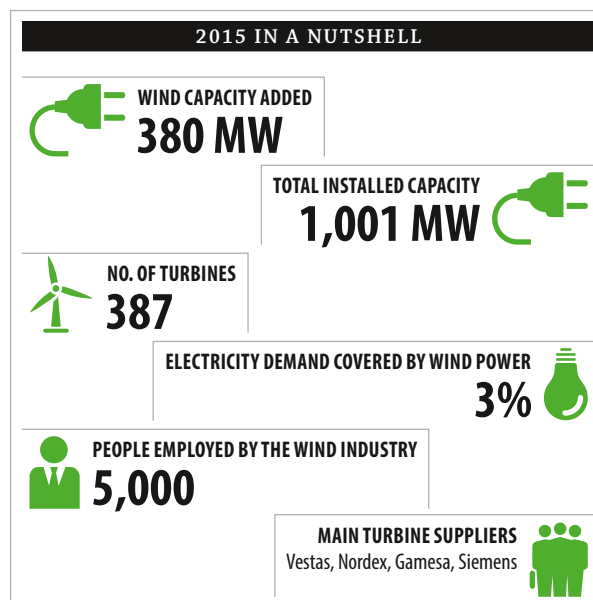 2015 IN A NUTSHELL
WIND CAPACITY ADDED
380 MW
TOTAL INSTALLED CAPACITY
1,001 MW
NO. OF TURBINES
387
ELECTRICITY DEMAND COVERED BY WIND POWER
3%
PEOPLE EMPLOYED BY THE WIND INDUSTRY
5,000
MAIN TURBINE SUPPLIERS
Vestas, Nordex, Gamesa, Siemens